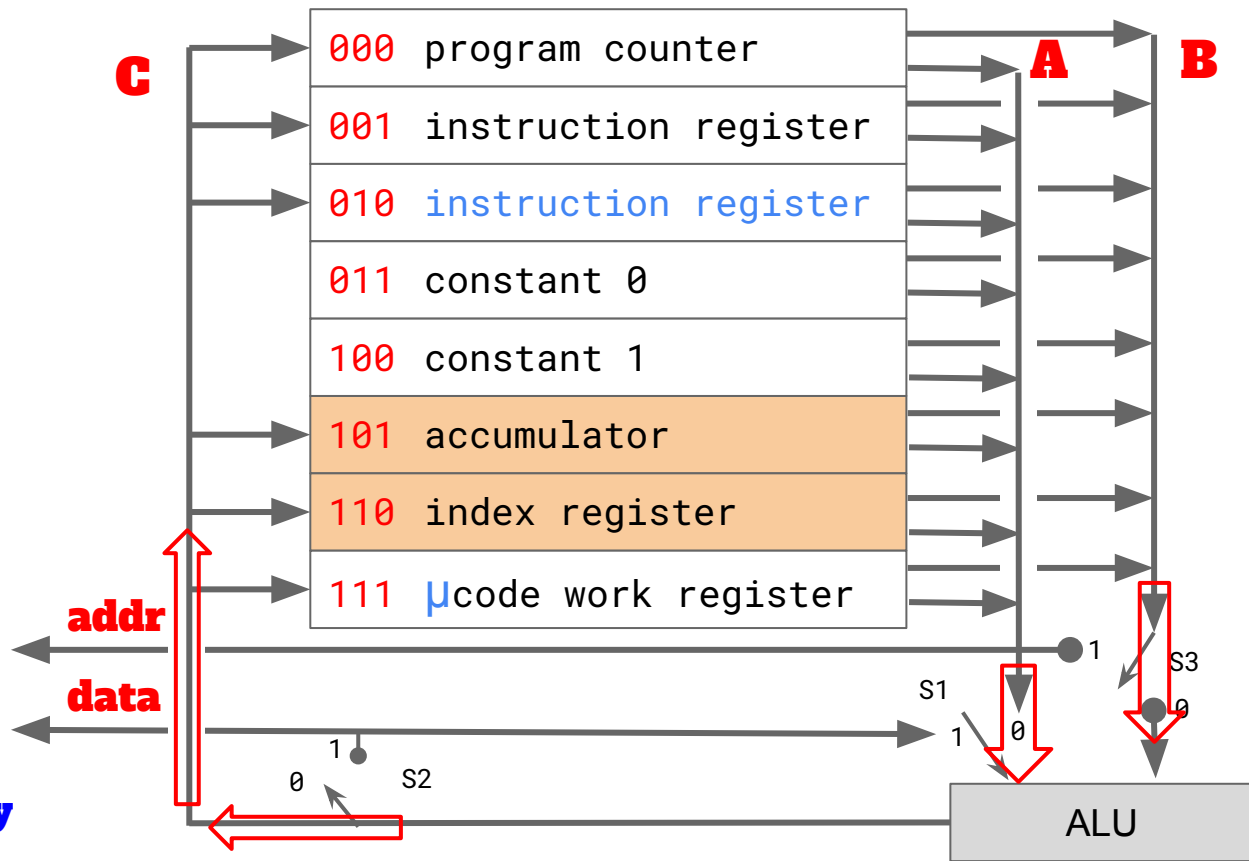 C
000 program counter
A
B
001 instruction register
010 instruction register
011 constant 0
100 constant 1
101 accumulator
110 index register
111 µcode work register
addr
1
S3
data
S1
0
1
0
1
0
S2
y
ALU